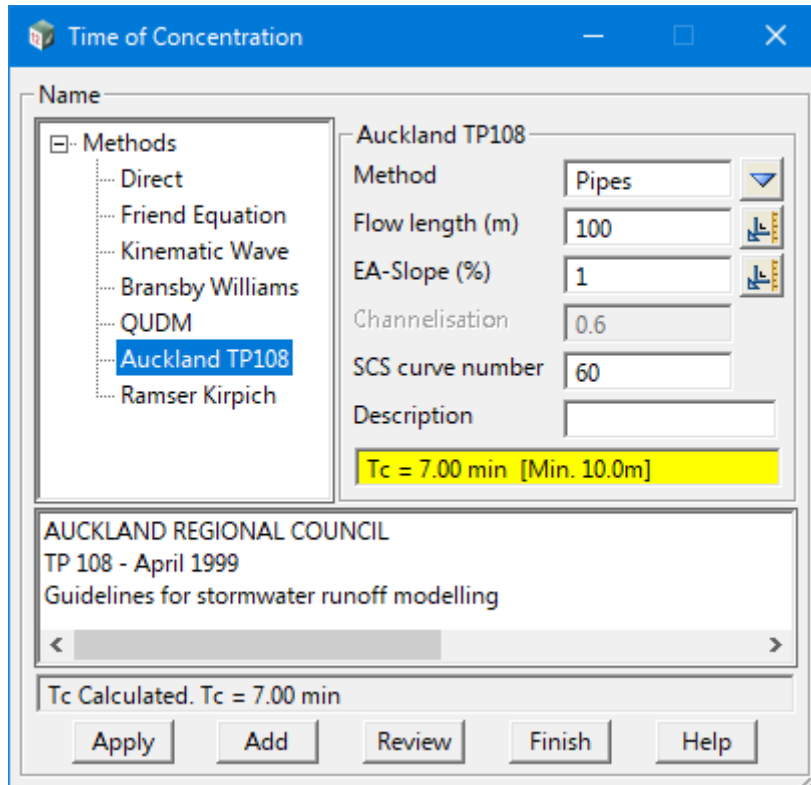 Time of Concentration
Name
Methods
Direct
Friend Equation
Kinematic Wave
Bransby Williams
QUDM
Auckland TP108
Ramser Kirpich
Auckland TP108
Method Pipes
Flow length (m) 100
EA-Slope (%) 1
Channelisation 0.6
SCS curve number 60
Description
Tc = 7.00 min [Min. 10.0m]
AUCKLAND REGIONAL COUNCIL
TP 108 - April 1999
Guidelines for stormwater runoff modelling
Tc Calculated. Tc = 7.00 min
Apply Add Review Finish Help